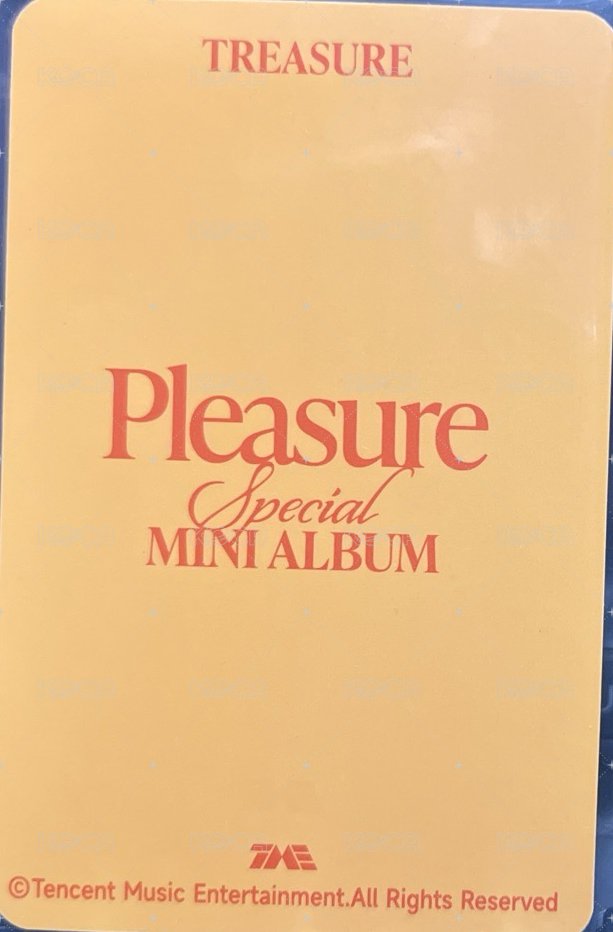 TREASURE
Pleasure
Special
MINI ALBUM
TME
©Tencent Music Entertainment.All Rights Reserved